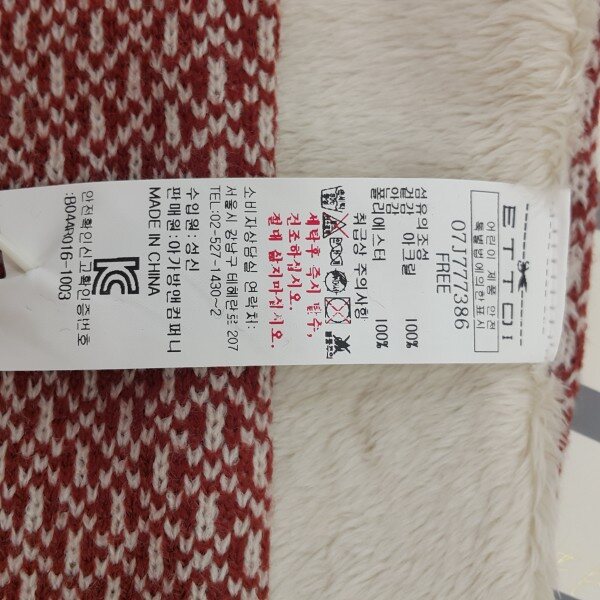 어린이 제품 안전
특별법에의한 표시
ETTOI
07J777386
FREE
섬유의조성
겉감 아크릴 100%
안감 폴리에스터 100%
취급상 주의사항
세탁후 즉시 탈수,
건조하십시오.
절대 삶지마십시오.
소비자상담실 연락처:
서울시 강남구 테헤란로 207
TEL:02-527-1430~2
수입원:성신
판매원:아가방앤컴퍼니
MADE IN CHINA
안전확인신고확인증번호
:B04A
016-1003